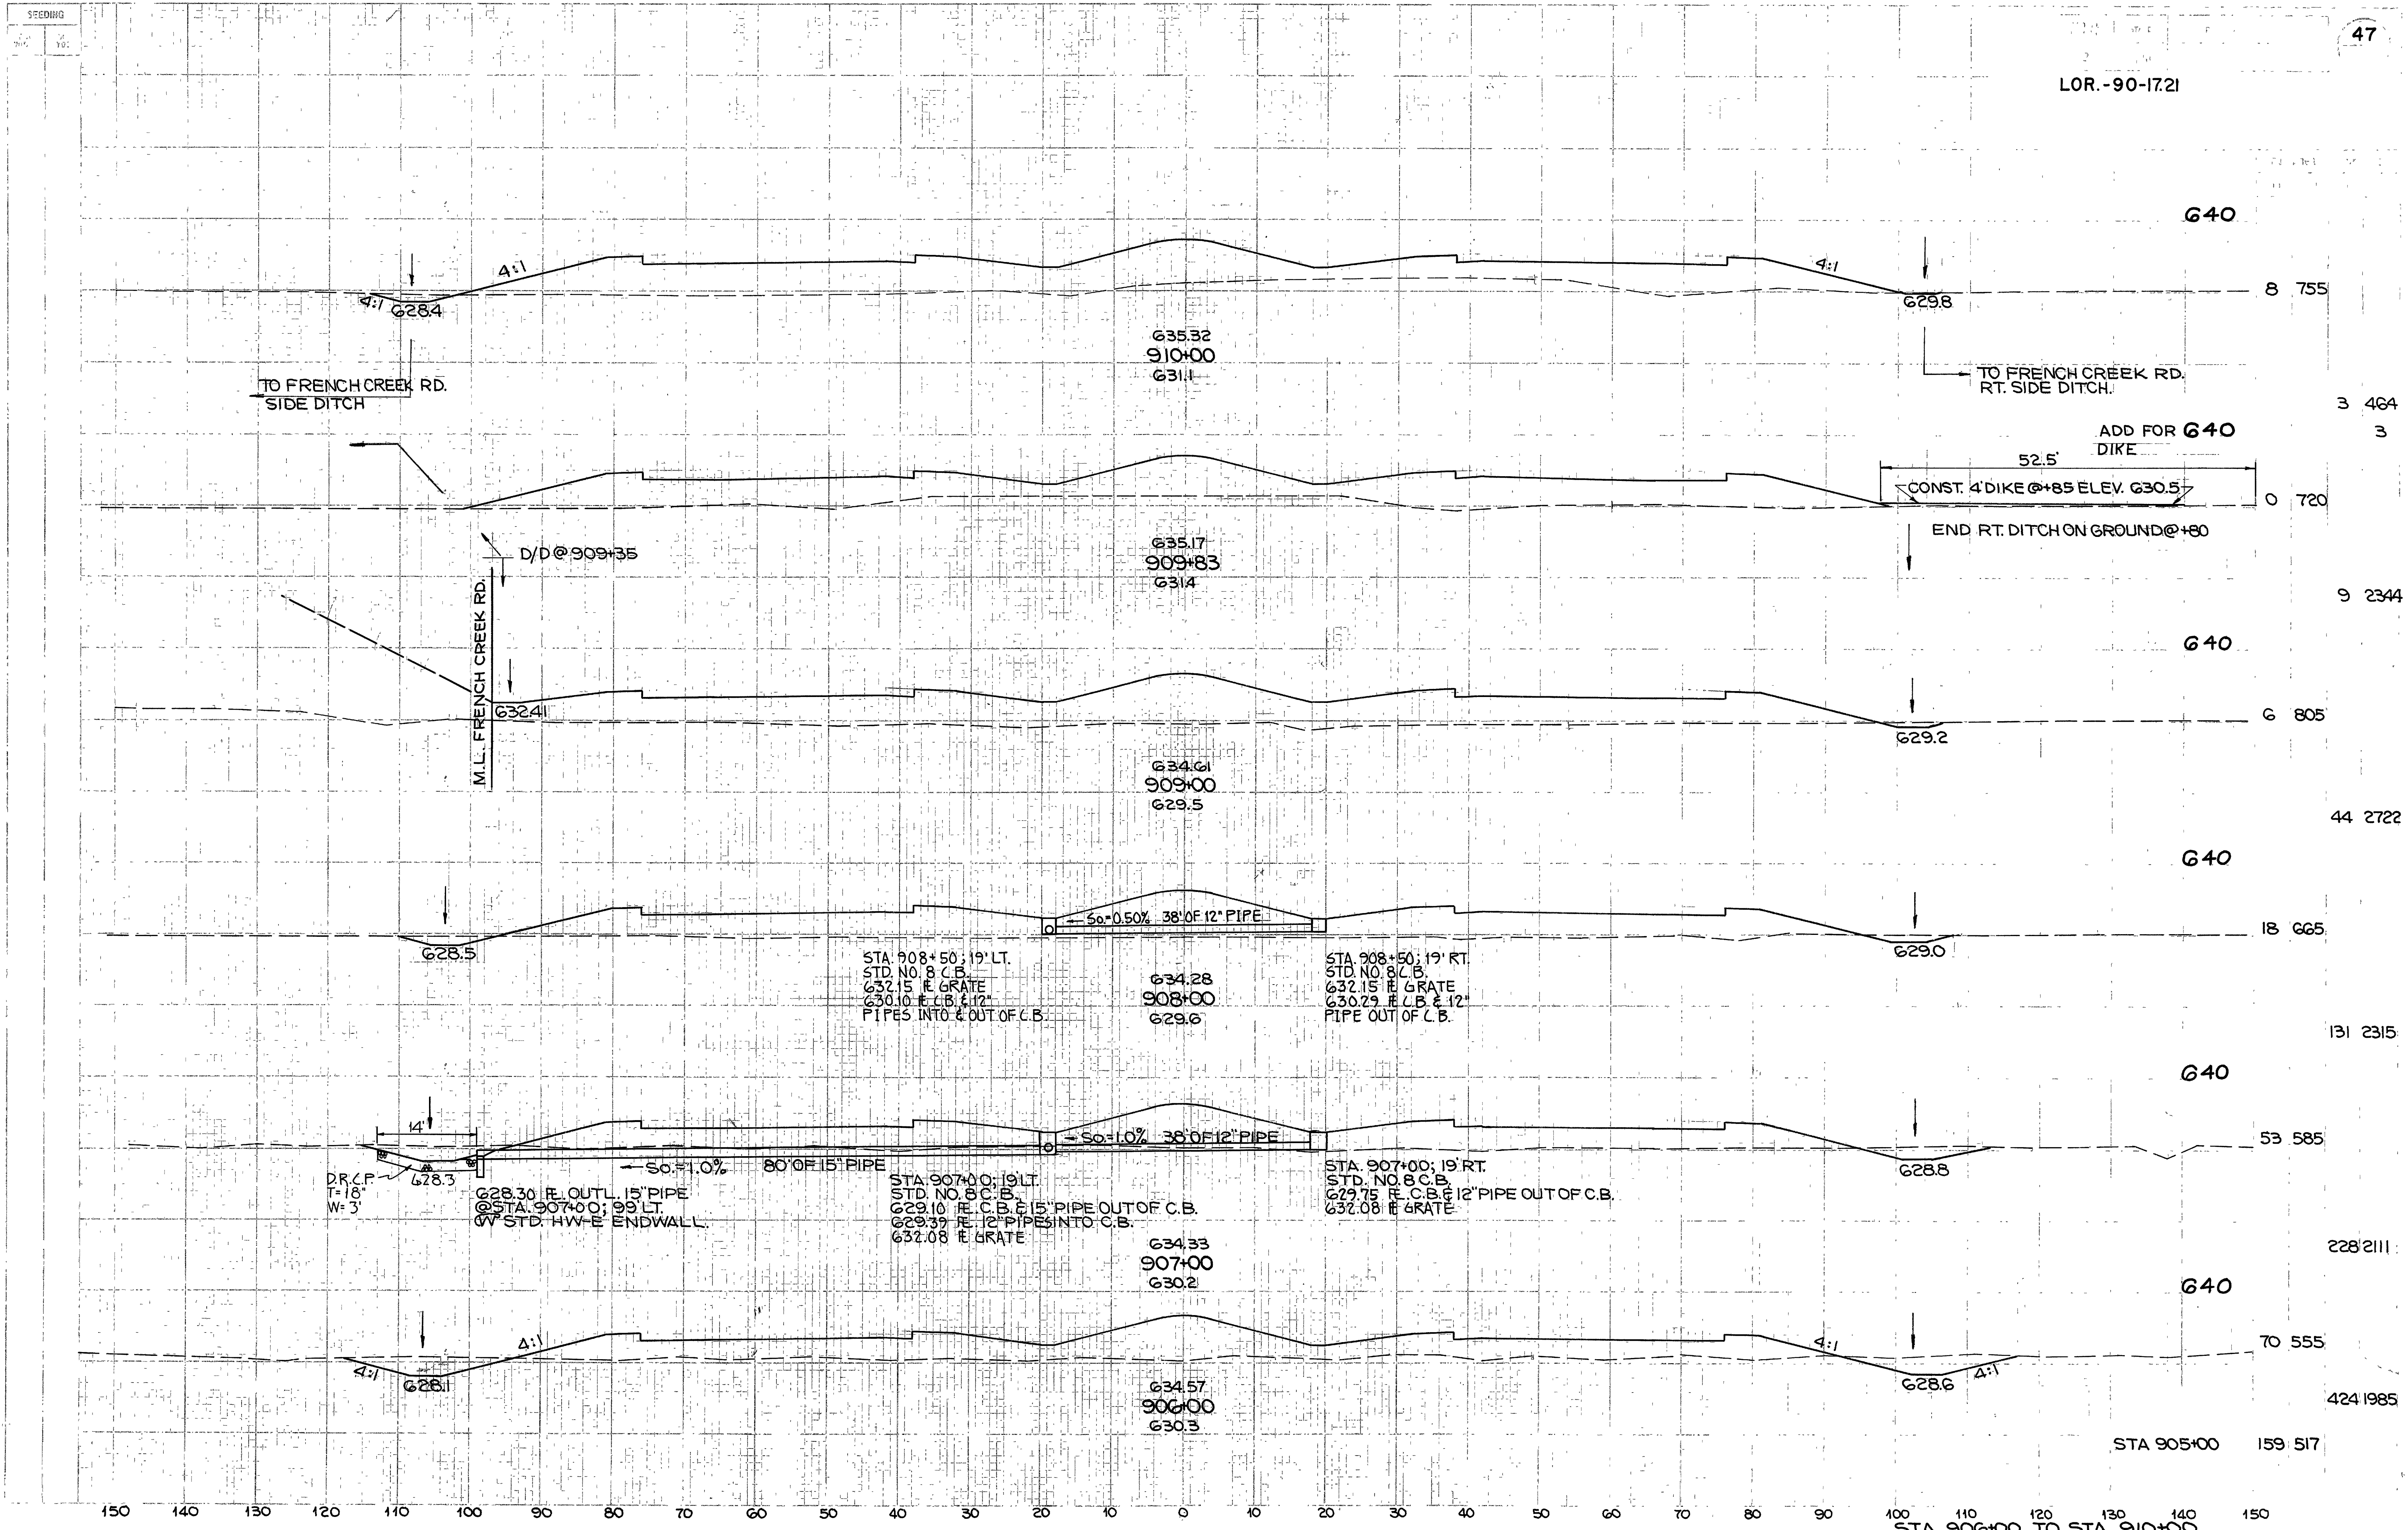 SEEDING
47
LOR.-90-17.21
640
4:1
4:1
4:1
628.4
629.8
8 755
635.32
910+00
631.1
TO FRENCH CREEK RD.
SIDE DITCH
TO FRENCH CREEK RD.
RT. SIDE DITCH.
3 464
3
ADD FOR 640
DIKE
52.5'
CONST. 4' DIKE @ +85 ELEV. 630.5
0 720
END RT. DITCH ON GROUND @ +80
D/D @ 909+35
635.17
909+83
631.4
9 2344
M.L. FRENCH CREEK RD.
640
632.41
6 805
629.2
634.61
909+00
629.5
44 2722
640
So.=0.50% 38' OF 12" PIPE
18 665
628.5
629.0
STA. 908+50; 19' LT.
STD. NO. 8 C.B.
632.15 ℄ GRATE
630.10 ℄ C.B. & 12"
PIPES INTO & OUT OF C.B.
634.28
908+00
629.6
STA. 908+50; 19' RT.
STD. NO. 8 C.B.
632.15 ℄ GRATE
630.29 ℄ C.B. & 12"
PIPE OUT OF C.B.
131 2315
640
14'
So.=1.0% 38' OF 12" PIPE
53 585
So.=1.0% 80' OF 15" PIPE
628.8
D.R.C.P.
T=18"
W=3'
628.3
628.30 ℄ OUTL. 15" PIPE
@ STA. 907+00; 99' LT.
W/ STD. HW-E ENDWALL.
STA. 907+00; 19' LT.
STD. NO. 8 C.B.
629.10 ℄ C.B. & 15" PIPE OUT OF C.B.
629.39 ℄ 12" PIPES INTO C.B.
632.08 ℄ GRATE
STA. 907+00; 19' RT.
STD. NO. 8 C.B.
629.75 ℄ C.B. & 12" PIPE OUT OF C.B.
632.08 ℄ GRATE
634.33
907+00
630.2
228 2111
640
4:1
4:1
70 555
4:1
628.1
628.6
4:1
634.57
906+00
630.3
424 1985
STA 905+00 159 517
150 140 130 120 110 100 90 80 70 60 50 40 30 20 10 0 10 20 30 40 50 60 70 80 90 100 110 120 130 140 150
STA. 906+00 TO STA. 910+00